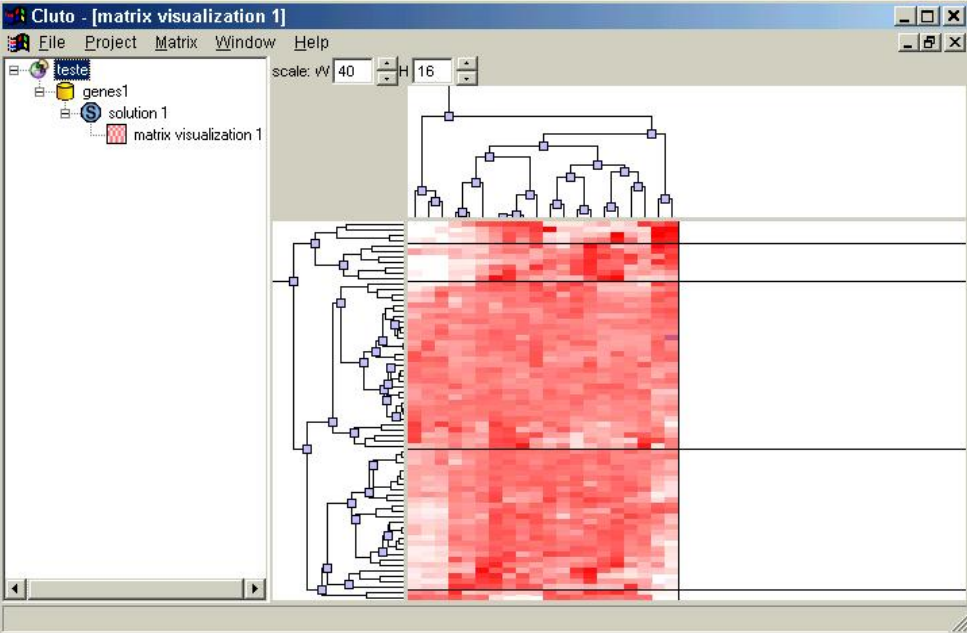 Cluto - [matrix visualization 1]
File Project Matrix Window Help
teste
genes1
S solution 1
matrix visualization 1
scale: W 40 H 16